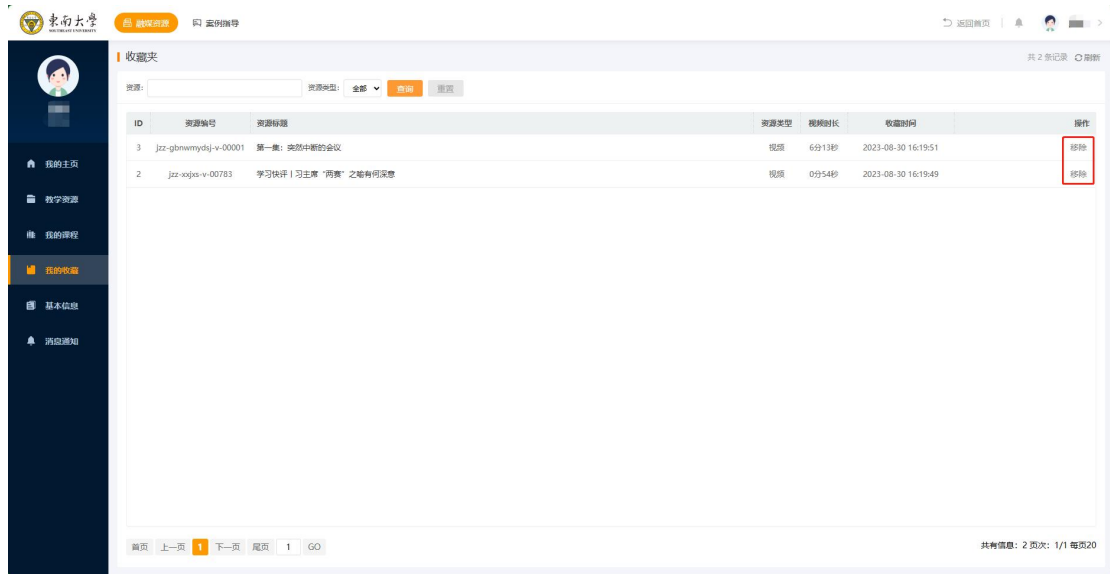 東南大學 融媒资源 案例指导 返回首页
SOUTHEAST UNIVERSITY
收藏夹 共 2 条记录 刷新
资源: 资源类型: 全部 查询 重置
ID 资源编号 资源标题 资源类型 视频时长 收藏时间 操作
3 jzz-gbnwmydsj-v-00001 第一集：突然中断的会议 视频 6分13秒 2023-08-30 16:19:51 移除
2 jzz-xxjxs-v-00783 学习快评丨习主席“两赛”之喻有何深意 视频 0分54秒 2023-08-30 16:19:49 移除
我的主页
教学资源
我的课程
我的收藏
基本信息
消息通知
首页 上一页 1 下一页 尾页 1 GO 共有信息：2 页次：1/1 每页20